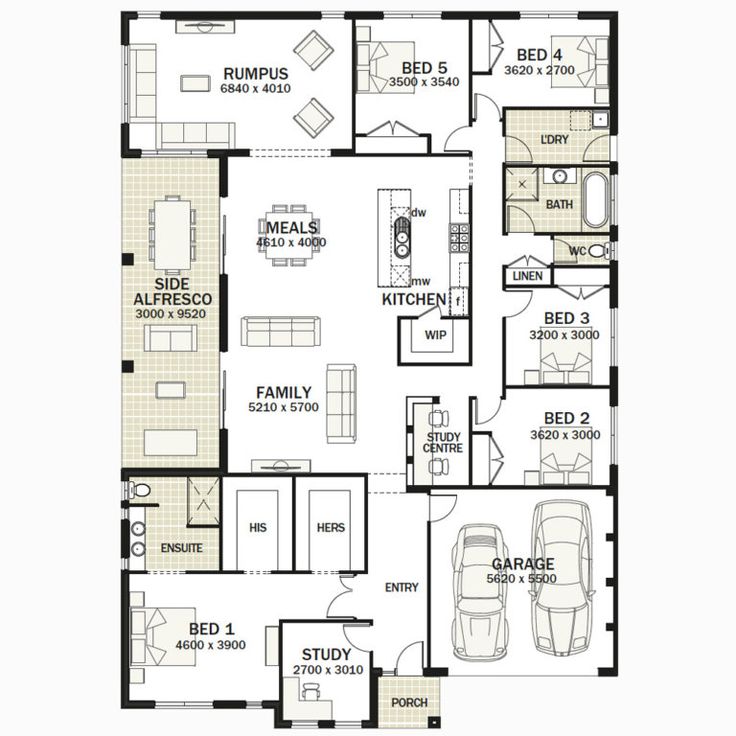 RUMPUS
6840 x 4010
BED 5
3500 x 3540
BED 4
3620 x 2700
L'DRY
BATH
WC
LINEN
MEALS
4610 x 4000
dw
mw
KITCHEN
f
WIP
SIDE
ALFRESCO
3000 x 9520
BED 3
3200 x 3000
FAMILY
5210 x 5700
STUDY
CENTRE
BED 2
3620 x 3000
ENSUITE
HIS
HERS
GARAGE
5620 x 5500
ENTRY
BED 1
4600 x 3900
STUDY
2700 x 3010
PORCH